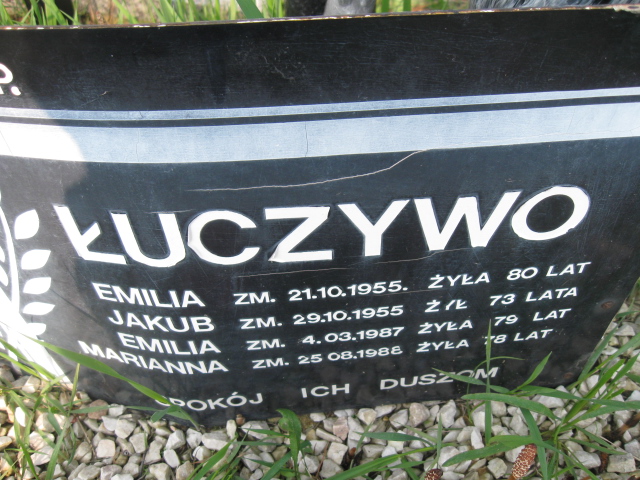 P.
ŁUCZYWO
EMILIA ZM. 21.10.1955. ŻYŁA 80 LAT
JAKUB ZM. 29.10.1955 ŻYŁ 73 LATA
EMILIA ZM. 4.03.1987 ŻYŁA 79 LAT
MARIANNA ZM. 25 08.1988 ŻYŁA 78 LAT
POKÓJ ICH DUSZOM